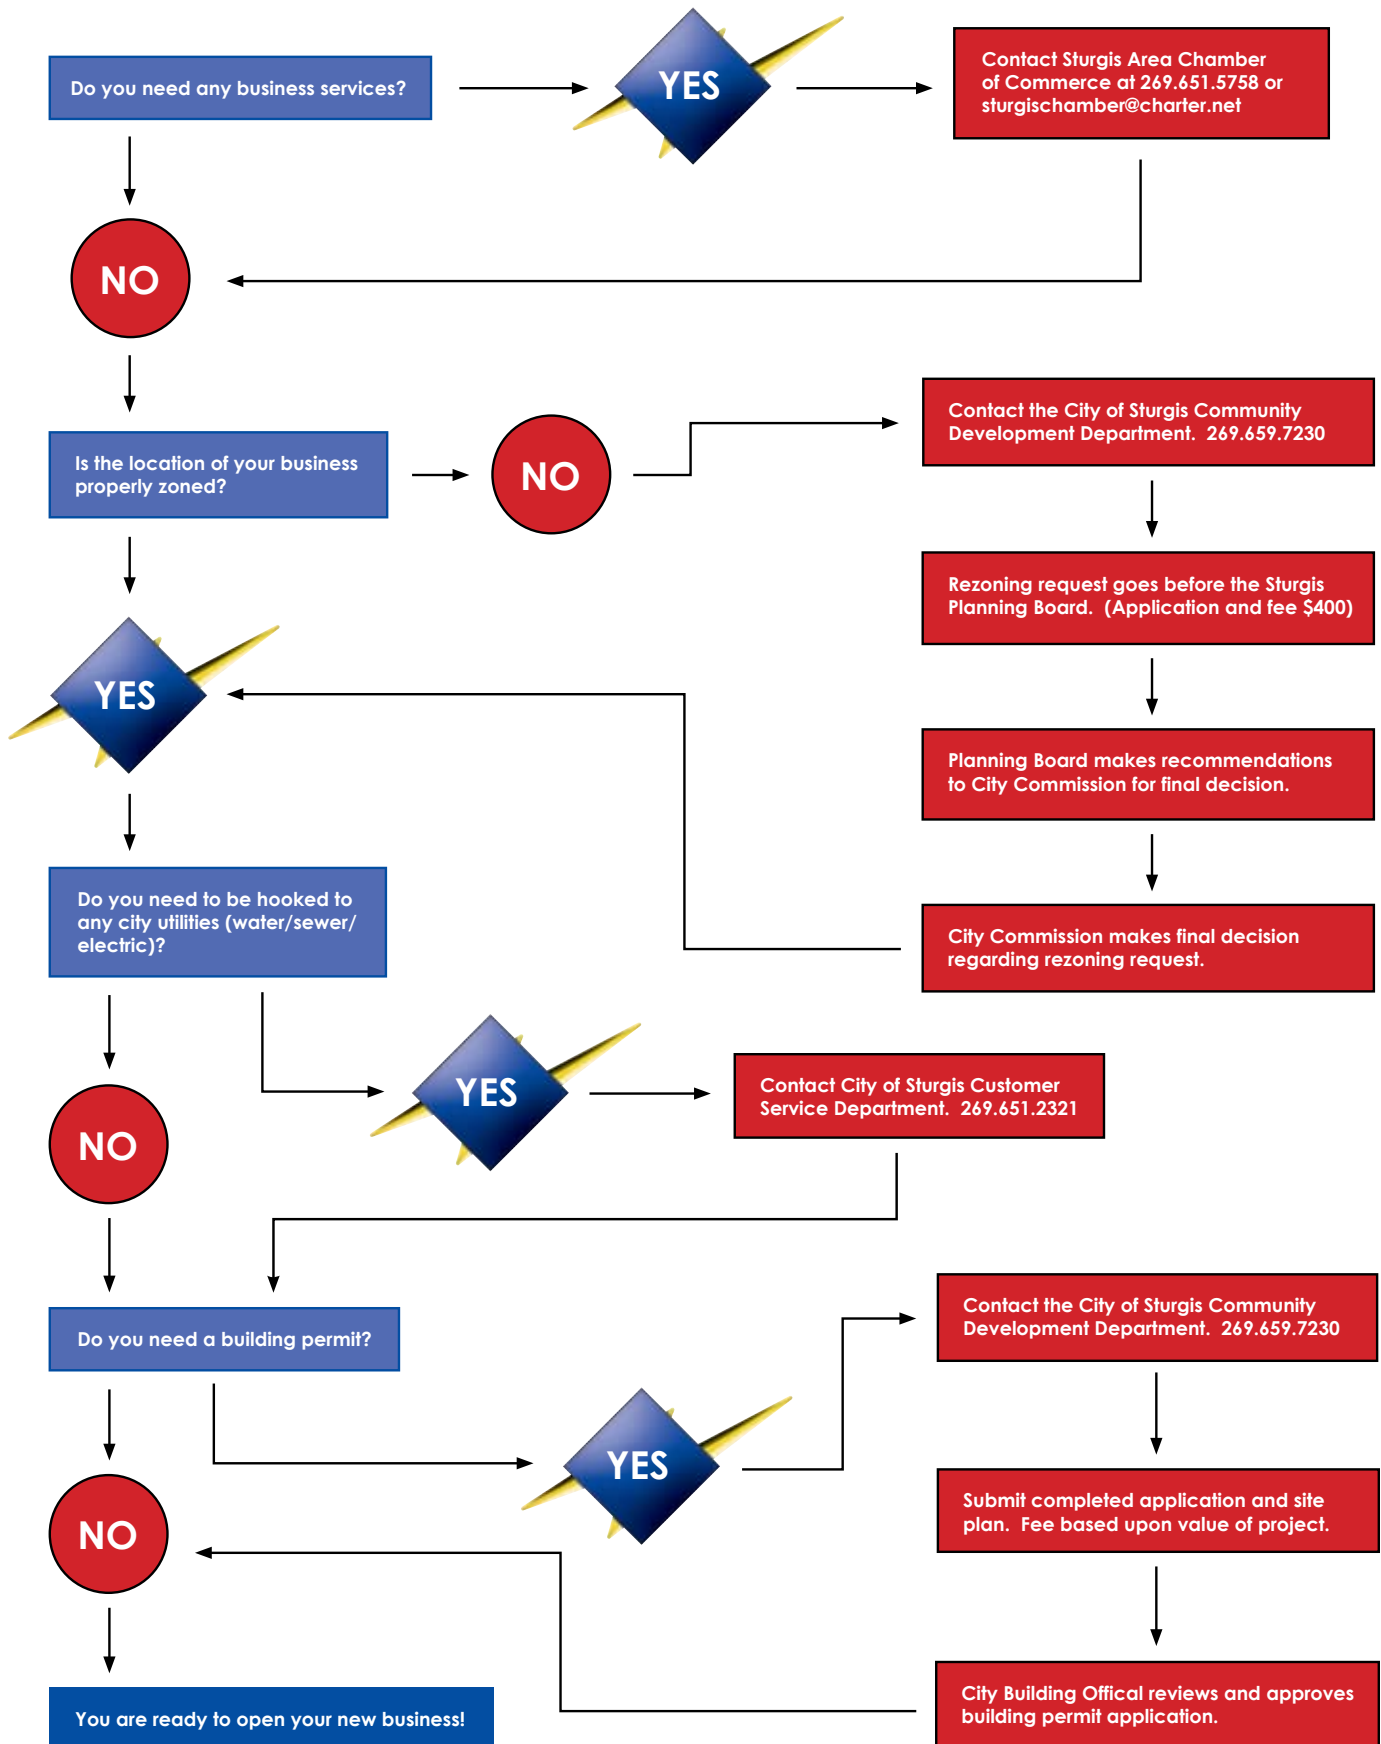 Do you need any business services?
YES
Contact Sturgis Area Chamber
of Commerce at 269.651.5758 or
sturgischamber@charter.net
NO
Is the location of your business
properly zoned?
NO
Contact the City of Sturgis Community
Development Department.  269.659.7230
Rezoning request goes before the Sturgis
Planning Board.  (Application and fee $400)
YES
Planning Board makes recommendations
to City Commission for final decision.
City Commission makes final decision
regarding rezoning request.
Do you need to be hooked to
any city utilities (water/sewer/
electric)?
NO
YES
Contact City of Sturgis Customer
Service Department.  269.651.2321
Do you need a building permit?
YES
Contact the City of Sturgis Community
Development Department.  269.659.7230
Submit completed application and site
plan.  Fee based upon value of project.
NO
City Building Offical reviews and approves
building permit application.
You are ready to open your new business!